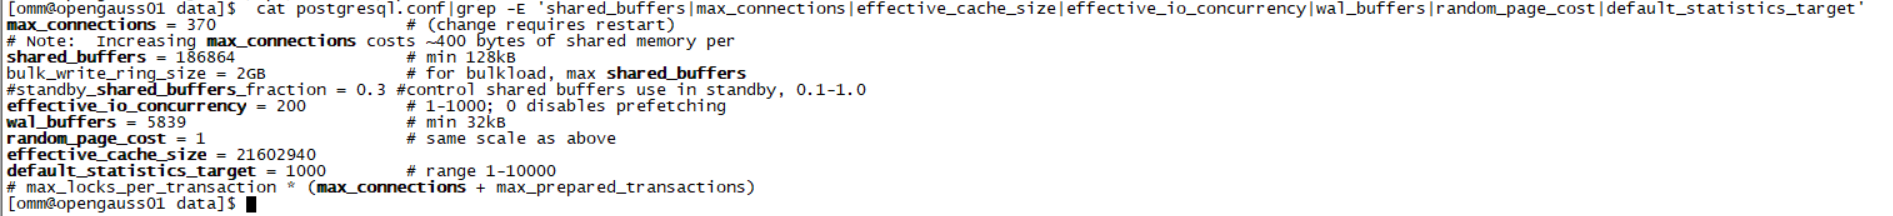 [omm@opengauss01 data]$  cat postgresql.conf|grep -E 'shared_buffers|max_connections|effective_cache_size|effective_io_concurrency|wal_buffers|random_page_cost|default_statistics_target'
max_connections = 370                   # (change requires restart)
# Note:  Increasing max_connections costs ~400 bytes of shared memory per
shared_buffers = 186864                 # min 128kB
bulk_write_ring_size = 2GB              # for bulkload, max shared_buffers
#standby_shared_buffers_fraction = 0.3 #control shared buffers use in standby, 0.1-1.0
effective_io_concurrency = 200          # 1-1000; 0 disables prefetching
wal_buffers = 5839                      # min 32kB
random_page_cost = 1                    # same scale as above
effective_cache_size = 21602940
default_statistics_target = 1000        # range 1-10000
# max_locks_per_transaction * (max_connections + max_prepared_transactions)
[omm@opengauss01 data]$